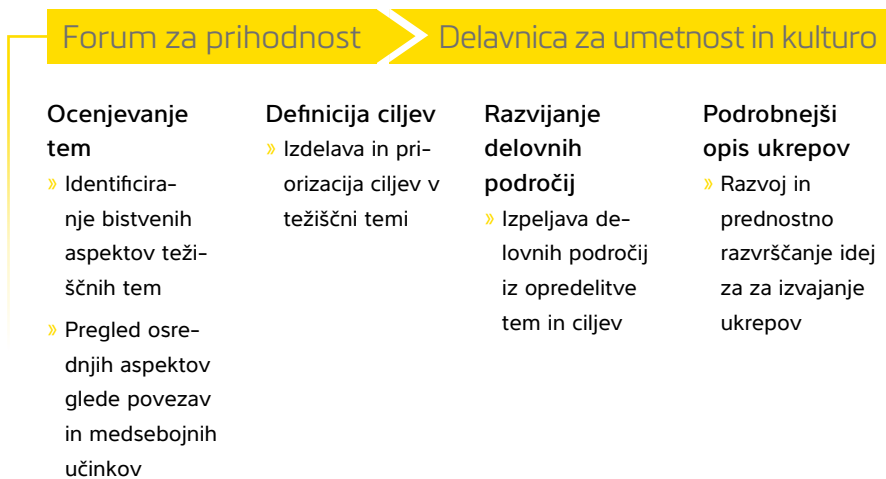 Forum za prihodnost
Delavnica za umetnost in kulturo
Ocenjevanje
tem
» Identificira-
nje bistvenih
aspektov teži-
ščnih tem
» Pregled osre-
dnjih aspektov
glede povezav
in medsebojnih
učinkov
Definicija ciljev
» Izdelava in pri-
orizacija ciljev v
težiščni temi
Razvijanje
delovnih
področij
» Izpeljava de-
lovnih področij
iz opredelitve
tem in ciljev
Podrobnejši
opis ukrepov
» Razvoj in
prednostno
razvrščanje idej
za za izvajanje
ukrepov